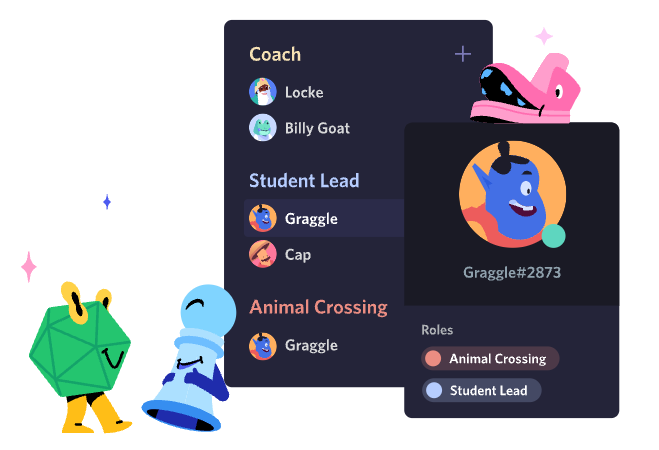 Coach
Locke
Billy Goat
Student Lead
Graggle
Cap
Animal Crossing
Graggle
Graggle#2873
Roles
Animal Crossing
Student Lead